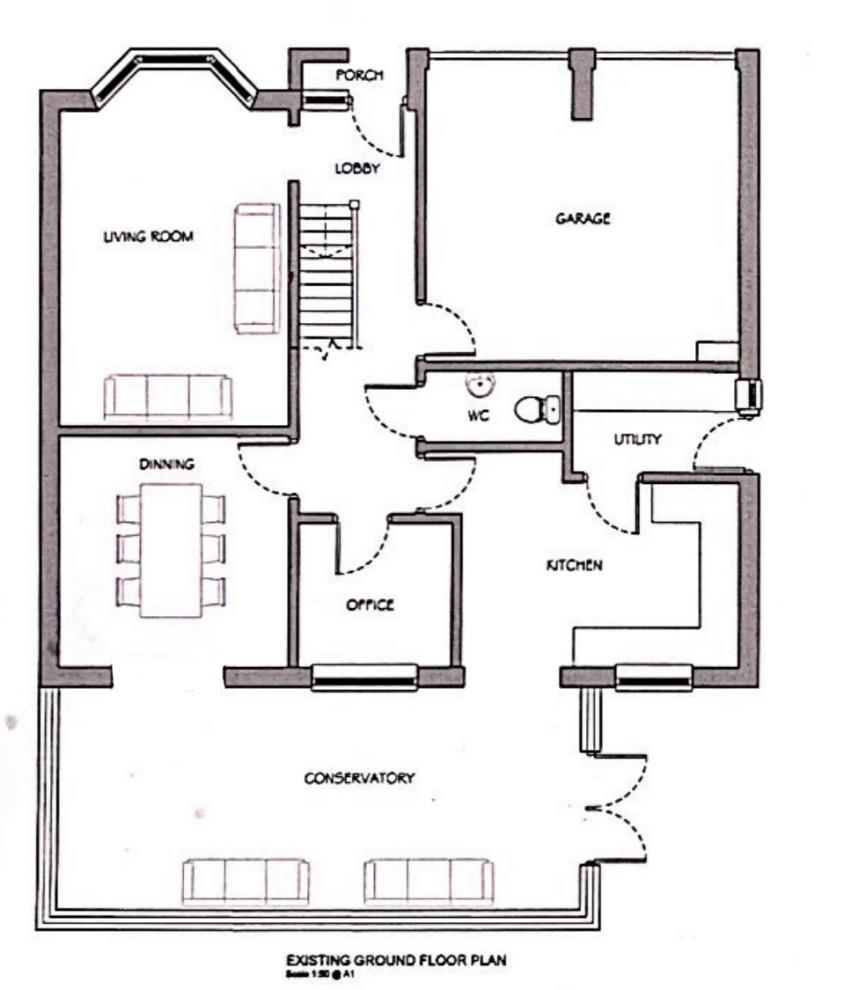 PORCH
LOBBY
GARAGE
LIVING ROOM
WC
UTILITY
DINNING
KITCHEN
OFFICE
CONSERVATORY
EXISTING GROUND FLOOR PLAN
Scale 1:50 @ A1